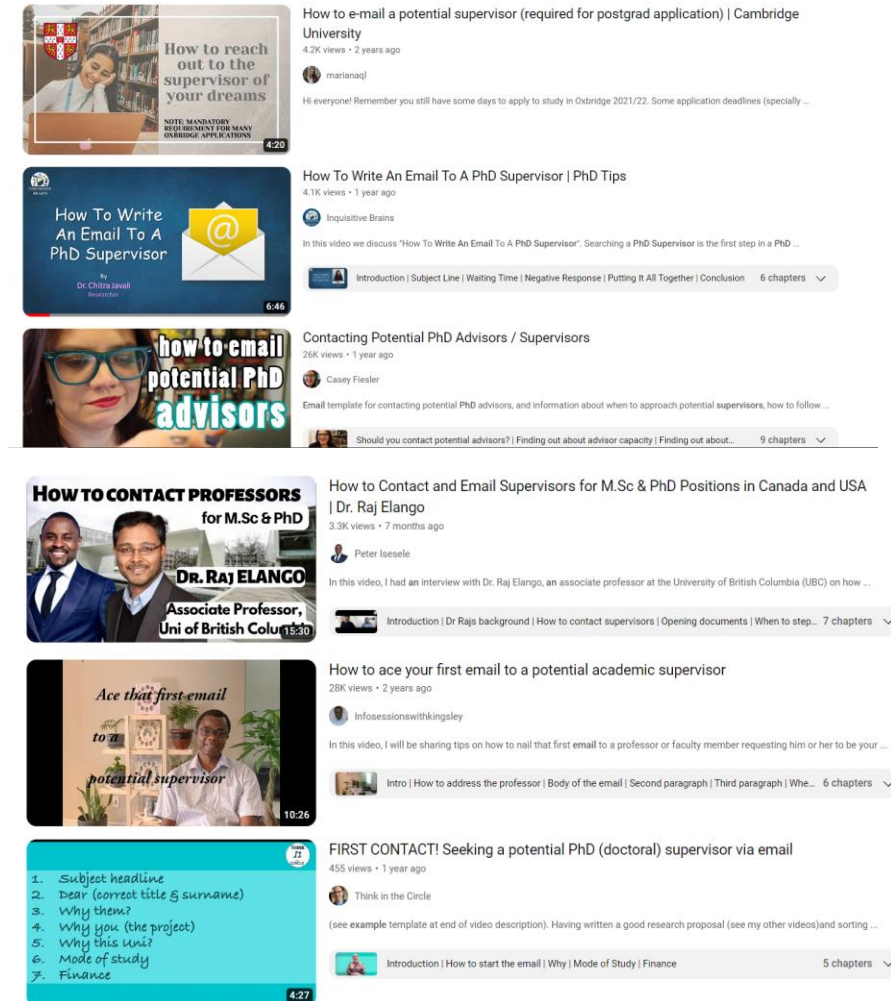 How to reach
out to the
supervisor of
your dreams
NOTE: MANDATORY
REQUIREMENT FOR MANY
OXBRIDGE APPLICATIONS
4:20
How to e-mail a potential supervisor (required for postgrad application) | Cambridge
University
4.2K views • 2 years ago
marianaql
Hi everyone! Remember you still have some days to apply to study in Oxbridge 2021/22. Some application deadlines (specially ...
How To Write
An Email To A
PhD Supervisor
By
Dr. Chitra Javali
Researcher
@
6:46
How To Write An Email To A PhD Supervisor | PhD Tips
4.1K views • 1 year ago
Inquisitive Brains
In this video we discuss "How To Write An Email To A PhD Supervisor". Searching a PhD Supervisor is the first step in a PhD ...
Introduction | Subject Line | Waiting Time | Negative Response | Putting It All Together | Conclusion 6 chapters
how to email
potential PhD
advisors
Contacting Potential PhD Advisors / Supervisors
26K views • 1 year ago
Casey Fiesler
Email template for contacting potential PhD advisors, and information about when to approach potential supervisors, how to follow ...
Should you contact potential advisors? | Finding out about advisor capacity | Finding out about... 9 chapters
HOW TO CONTACT PROFESSORS
for M.Sc & PhD
DR. RAJ ELANGO
Associate Professor,
Uni of British
15:30
How to Contact and Email Supervisors for M.Sc & PhD Positions in Canada and USA
| Dr. Raj Elango
3.3K views • 7 months ago
Peter Isesele
In this video, I had an interview with Dr. Raj Elango, an associate professor at the University of British Columbia (UBC) on how ...
Introduction | Dr Rajs background | How to contact supervisors | Opening documents | When to step... 7 chapters
Ace that first email
to a
potential supervisor
10:26
How to ace your first email to a potential academic supervisor
28K views • 2 years ago
Infosessionswithkingsley
In this video, I will be sharing tips on how to nail that first email to a professor or faculty member requesting him or her to be your ...
Intro | How to address the professor | Body of the email | Second paragraph | Third paragraph | Whe... 6 chapters
THINK
IN THE
CIRCLE
1. Subject headline
2. Dear (correct title & surname)
3. Why them?
4. Why you (the project)
5. Why this Uni?
6. Mode of study
7. Finance
4:27
FIRST CONTACT! Seeking a potential PhD (doctoral) supervisor via email
455 views • 1 year ago
Think in the Circle
(see example template at end of video description). Having written a good research proposal (see my other videos)and sorting ...
Introduction | How to start the email | Why | Mode of Study | Finance 5 chapters